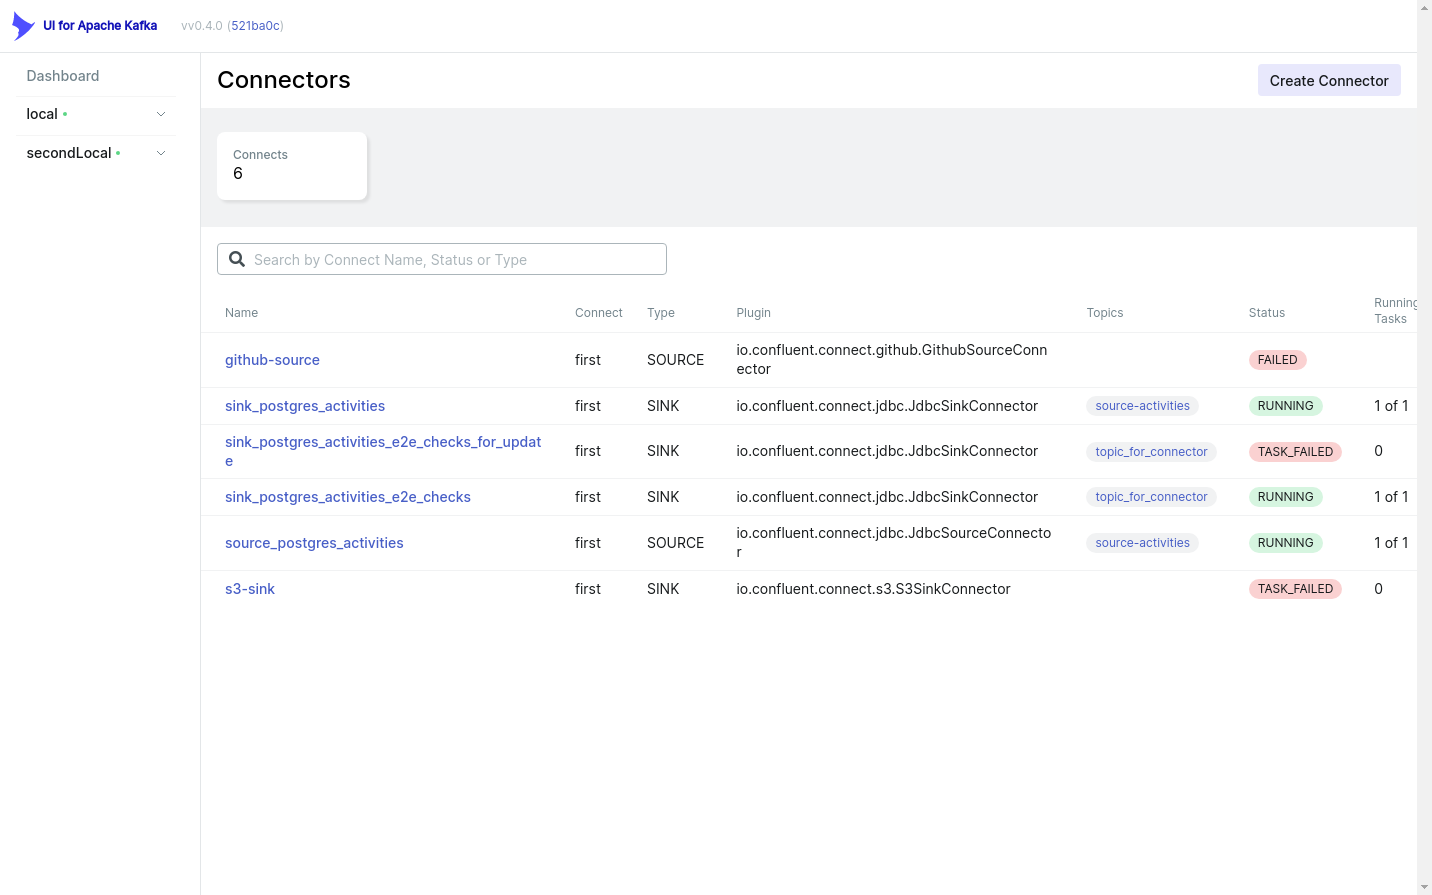 UI for Apache Kafka vv0.4.0 (521ba0c)
Dashboard
local
secondLocal
Connectors
Create Connector
Connects
6
Search by Connect Name, Status or Type
Name Connect Type Plugin Topics Status Running
Tasks
github-source first SOURCE io.confluent.connect.github.GithubSourceConn
ector FAILED
sink_postgres_activities first SINK io.confluent.connect.jdbc.JdbcSinkConnector source-activities RUNNING 1 of 1
sink_postgres_activities_e2e_checks_for_updat
e first SINK io.confluent.connect.jdbc.JdbcSinkConnector topic_for_connector TASK_FAILED 0
sink_postgres_activities_e2e_checks first SINK io.confluent.connect.jdbc.JdbcSinkConnector topic_for_connector RUNNING 1 of 1
source_postgres_activities first SOURCE io.confluent.connect.jdbc.JdbcSourceConnecto
r source-activities RUNNING 1 of 1
s3-sink first SINK io.confluent.connect.s3.S3SinkConnector TASK_FAILED 0